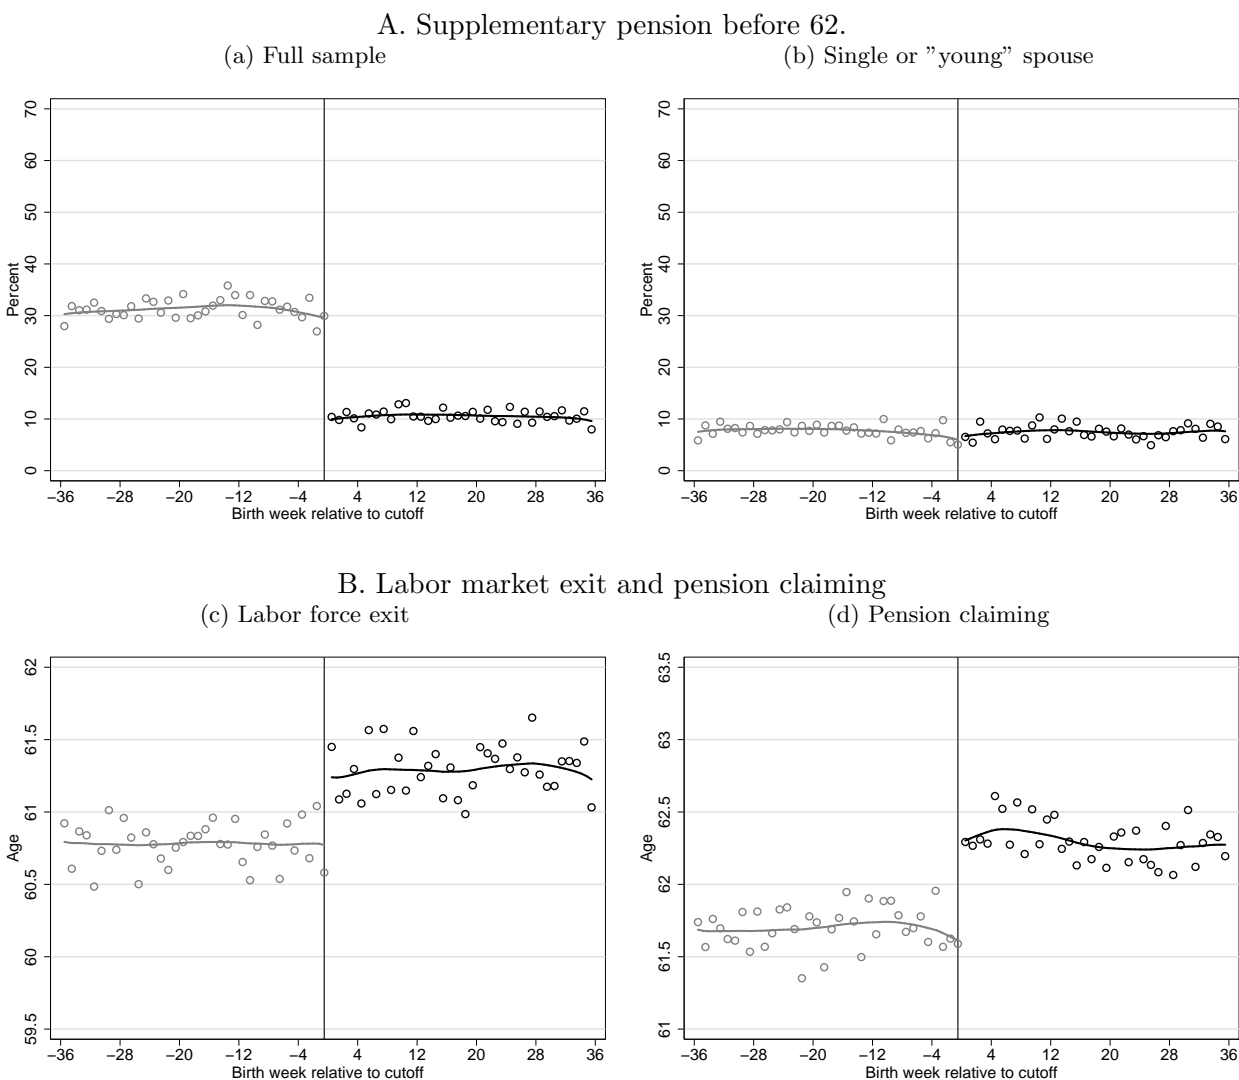 A. Supplementary pension before 62.
(a) Full sample
(b) Single or ”young” spouse
Percent
70
60
50
40
30
20
10
0
−36 −28 −20 −12 −4 4 12 20 28 36
Birth week relative to cutoff
Percent
70
60
50
40
30
20
10
0
−36 −28 −20 −12 −4 4 12 20 28 36
Birth week relative to cutoff
B. Labor market exit and pension claiming
(c) Labor force exit
(d) Pension claiming
Age
62
61.5
61
60.5
60
59.5
−36 −28 −20 −12 −4 4 12 20 28 36
Birth week relative to cutoff
Age
63.5
63
62.5
62
61.5
61
−36 −28 −20 −12 −4 4 12 20 28 36
Birth week relative to cutoff